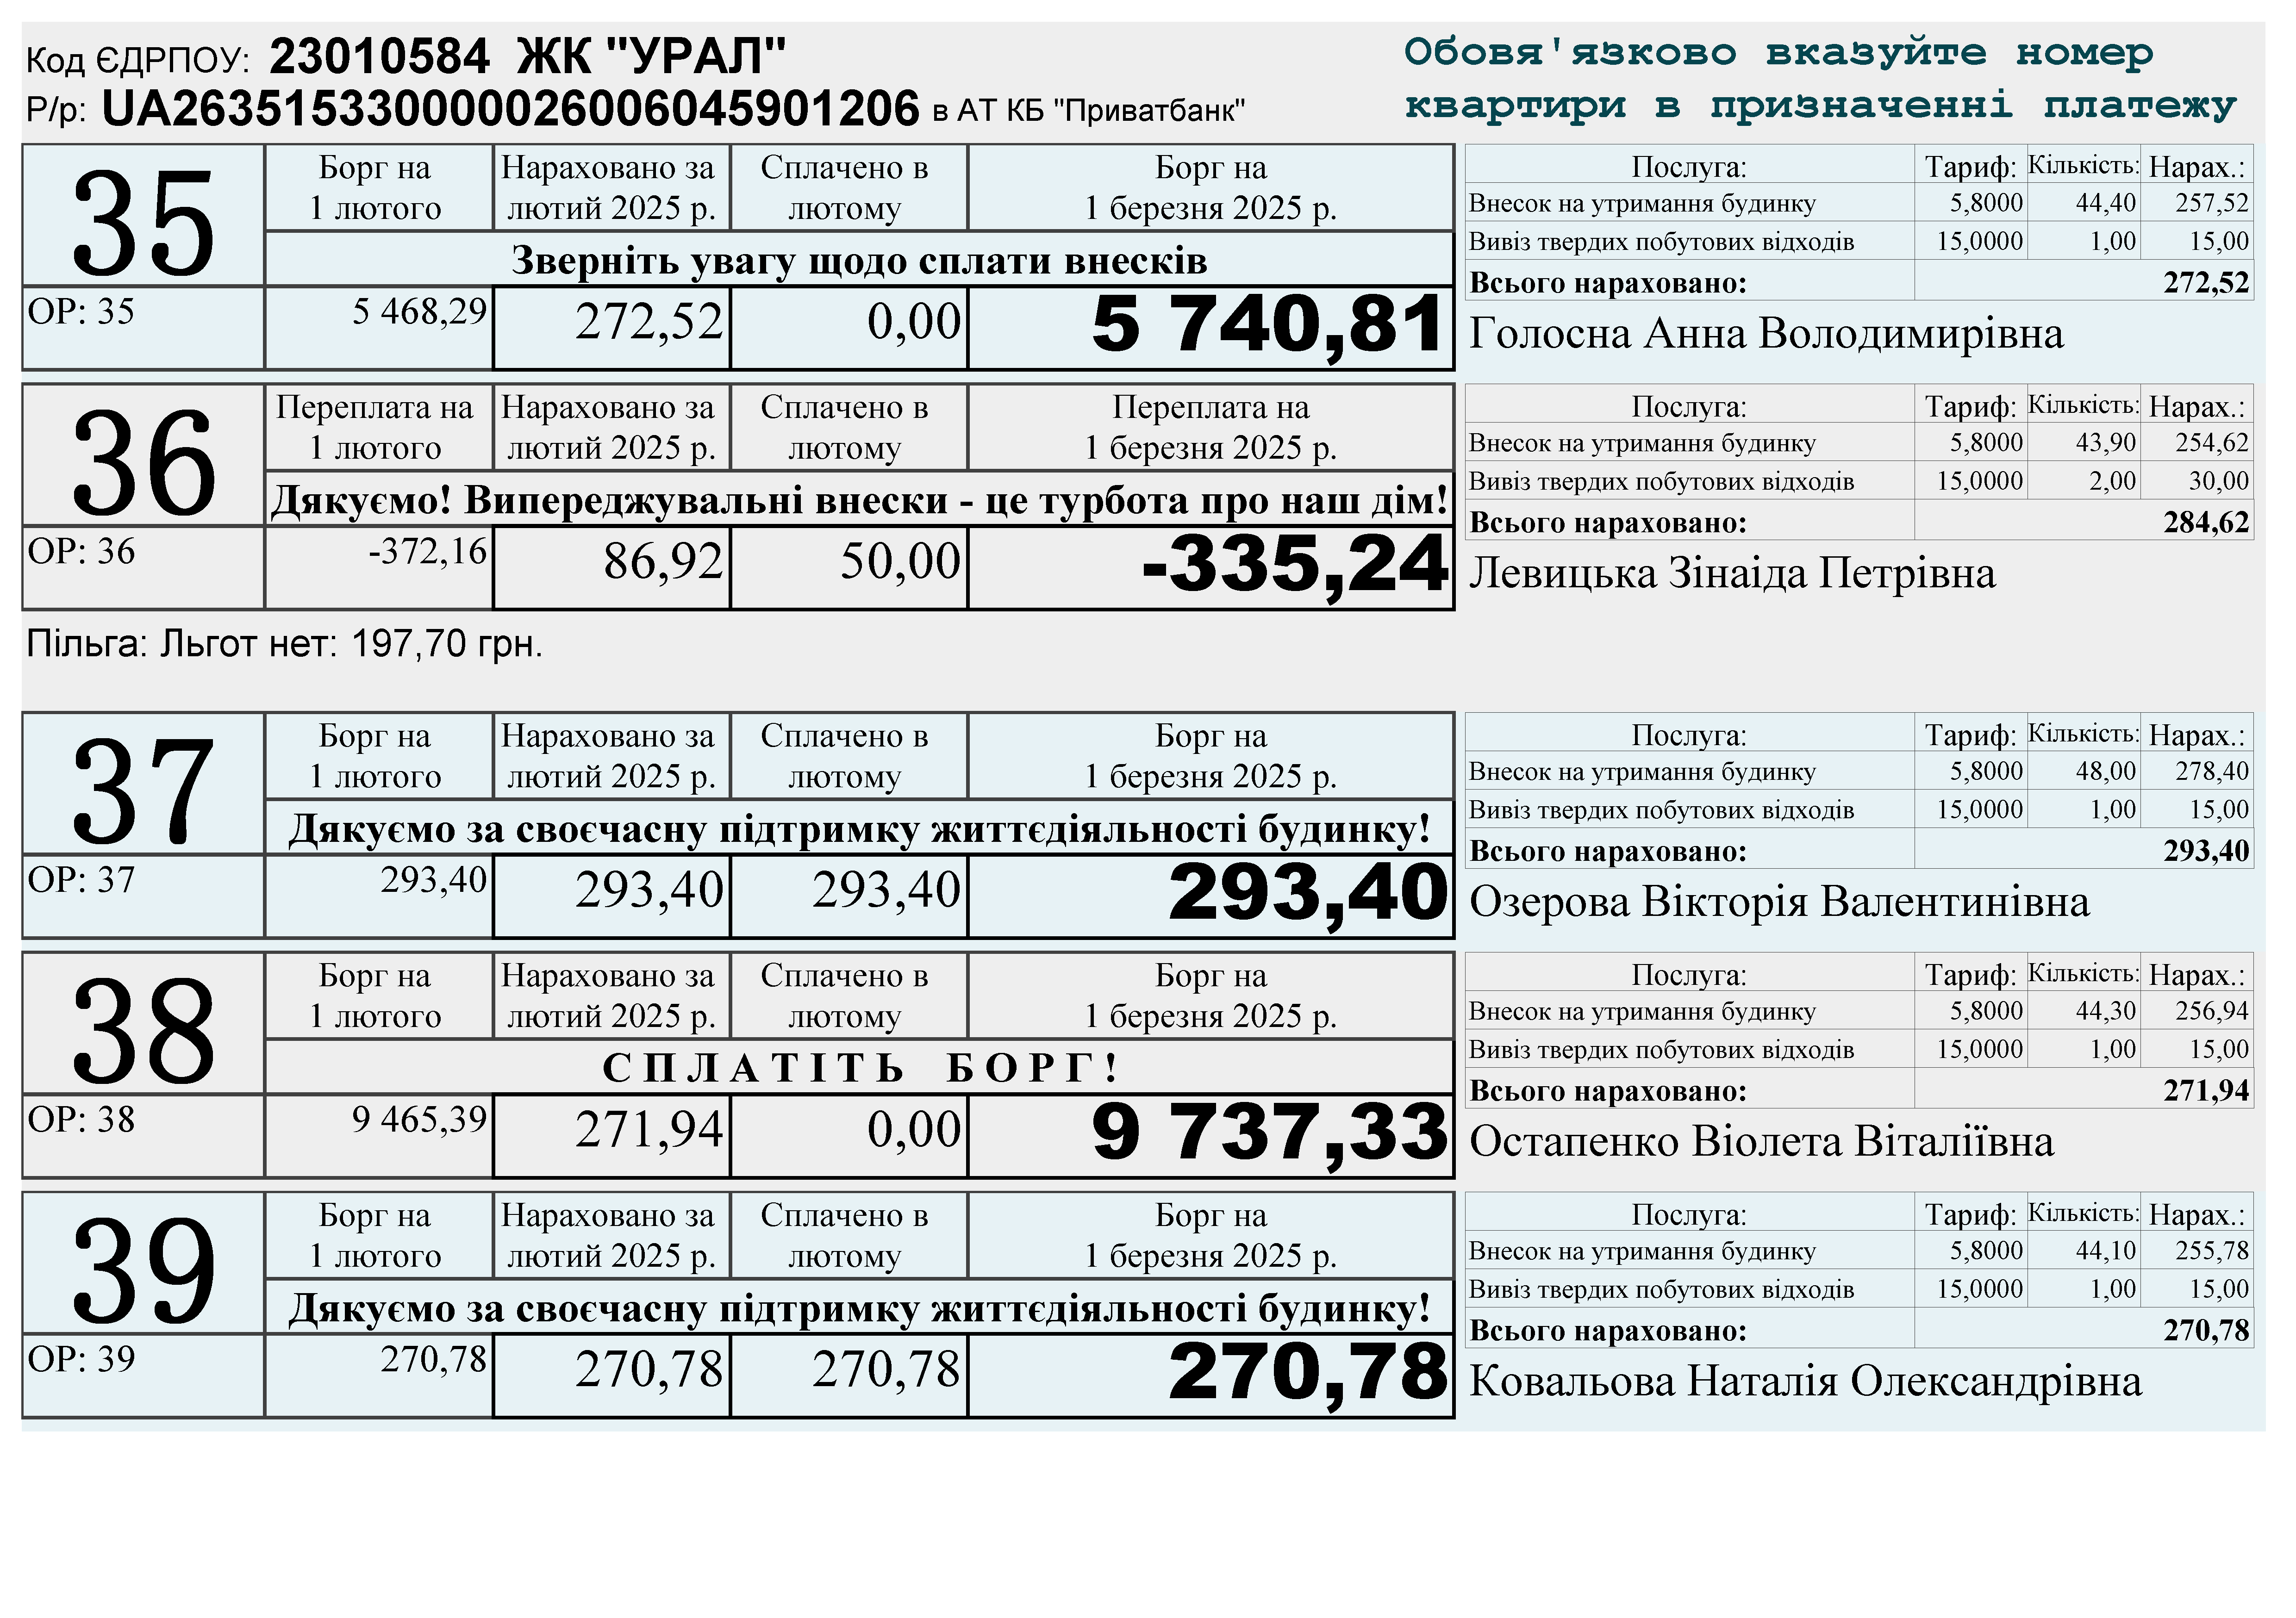 Код ЄДРПОУ: 23010584 ЖК "УРАЛ"
Р/р: UA263515330000026006045901206 в АТ КБ "Приватбанк"
Обовя'язково вказуйте номер
квартири в призначенні платежу
35
Борг на 1 лютого
Нараховано за лютий 2025 р.
Сплачено в лютому
Борг на 1 березня 2025 р.
Зверніть увагу щодо сплати внесків
ОР: 35 5 468,29 272,52 0,00 5 740,81
Послуга: Тариф: Кількість: Нарах.:
Внесок на утримання будинку 5,8000 44,40 257,52
Вивіз твердих побутових відходів 15,0000 1,00 15,00
Всього нараховано: 272,52
Голосна Анна Володимирівна
36
Переплата на 1 лютого
Нараховано за лютий 2025 р.
Сплачено в лютому
Переплата на 1 березня 2025 р.
Дякуємо! Випереджувальні внески - це турбота про наш дім!
ОР: 36 -372,16 86,92 50,00 -335,24
Послуга: Тариф: Кількість: Нарах.:
Внесок на утримання будинку 5,8000 43,90 254,62
Вивіз твердих побутових відходів 15,0000 2,00 30,00
Всього нараховано: 284,62
Левицька Зінаіда Петрівна
Пільга: Льгот нет: 197,70 грн.
37
Борг на 1 лютого
Нараховано за лютий 2025 р.
Сплачено в лютому
Борг на 1 березня 2025 р.
Дякуємо за своєчасну підтримку життєдіяльності будинку!
ОР: 37 293,40 293,40 293,40 293,40
Послуга: Тариф: Кількість: Нарах.:
Внесок на утримання будинку 5,8000 48,00 278,40
Вивіз твердих побутових відходів 15,0000 1,00 15,00
Всього нараховано: 293,40
Озерова Вікторія Валентинівна
38
Борг на 1 лютого
Нараховано за лютий 2025 р.
Сплачено в лютому
Борг на 1 березня 2025 р.
С П Л А Т І Т Ь Б О Р Г !
ОР: 38 9 465,39 271,94 0,00 9 737,33
Послуга: Тариф: Кількість: Нарах.:
Внесок на утримання будинку 5,8000 44,30 256,94
Вивіз твердих побутових відходів 15,0000 1,00 15,00
Всього нараховано: 271,94
Остапенко Віолета Віталіївна
39
Борг на 1 лютого
Нараховано за лютий 2025 р.
Сплачено в лютому
Борг на 1 березня 2025 р.
Дякуємо за своєчасну підтримку життєдіяльності будинку!
ОР: 39 270,78 270,78 270,78 270,78
Послуга: Тариф: Кількість: Нарах.:
Внесок на утримання будинку 5,8000 44,10 255,78
Вивіз твердих побутових відходів 15,0000 1,00 15,00
Всього нараховано: 270,78
Ковальова Наталія Олександрівна